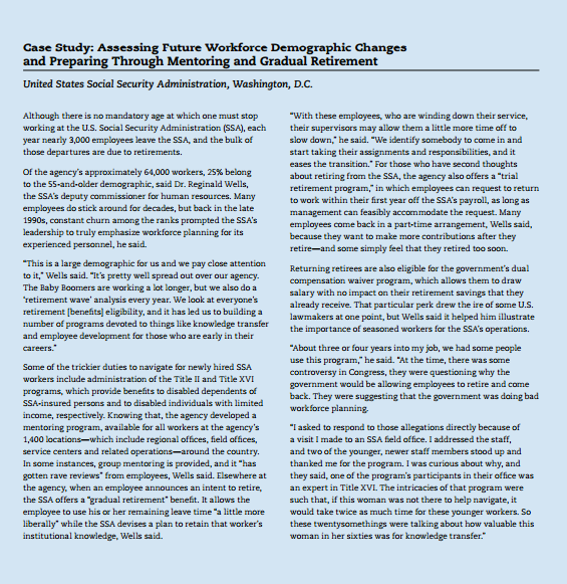 Case Study: Assessing Future Workforce Demographic Changes
and Preparing Through Mentoring and Gradual Retirement
United States Social Security Administration, Washington, D.C.
Although there is no mandatory age at which one must stop
working at the U.S. Social Security Administration (SSA), each
year nearly 3,000 employees leave the SSA, and the bulk of
those departures are due to retirements.
Of the agency's approximately 64,000 workers, 25% belong
to the 55-and-older demographic, said Dr. Reginald Wells,
the SSA's deputy commissioner for human resources. Many
employees do stick around for decades, but back in the late
1990s, constant churn among the ranks prompted the SSA's
leadership to truly emphasize workforce planning for its
experienced personnel, he said.
"This is a large demographic for us and we pay close attention
to it," Wells said. "It's pretty well spread out over our agency.
The Baby Boomers are working a lot longer, but we also do a
'retirement wave' analysis every year. We look at everyone's
retirement [benefits] eligibility, and it has led us to building a
number of programs devoted to things like knowledge transfer
and employee development for those who are early in their
careers."
Some of the trickier duties to navigate for newly hired SSA
workers include administration of the Title II and Title XVI
programs, which provide benefits to disabled dependents of
SSA-insured persons and to disabled individuals with limited
income, respectively. Knowing that, the agency developed a
mentoring program, available for all workers at the agency's
1,400 locations—which include regional offices, field offices,
service centers and related operations—around the country.
In some instances, group mentoring is provided, and it "has
gotten rave reviews" from employees, Wells said. Elsewhere at
the agency, when an employee announces an intent to retire,
the SSA offers a "gradual retirement" benefit. It allows the
employee to use his or her remaining leave time "a little more
liberally" while the SSA devises a plan to retain that worker's
institutional knowledge, Wells said.
"With these employees, who are winding down their service,
their supervisors may allow them a little more time off to
slow down," he said. "We identify somebody to come in and
start taking their assignments and responsibilities, and it
eases the transition." For those who have second thoughts
about retiring from the SSA, the agency also offers a "trial
retirement program," in which employees can request to return
to work within their first year off the SSA's payroll, as long as
management can feasibly accommodate the request. Many
employees come back in a part-time arrangement, Wells said,
because they want to make more contributions after they
retire—and some simply feel that they retired too soon.
Returning retirees are also eligible for the government's dual
compensation waiver program, which allows them to draw
salary with no impact on their retirement savings that they
already receive. That particular perk drew the ire of some U.S.
lawmakers at one point, but Wells said it helped him illustrate
the importance of seasoned workers for the SSA's operations.
"About three or four years into my job, we had some people
use this program," he said. "At the time, there was some
controversy in Congress, they were questioning why the
government would be allowing employees to retire and come
back. They were suggesting that the government was doing bad
workforce planning.
"I asked to respond to those allegations directly because of
a visit I made to an SSA field office. I addressed the staff,
and two of the younger, newer staff members stood up and
thanked me for the program. I was curious about why, and
they said, one of the program's participants in their office was
an expert in Title XVI. The intricacies of that program were
such that, if this woman was not there to help navigate, it
would take twice as much time for these younger workers. So
these twentysomethings were talking about how valuable this
woman in her sixties was for knowledge transfer."